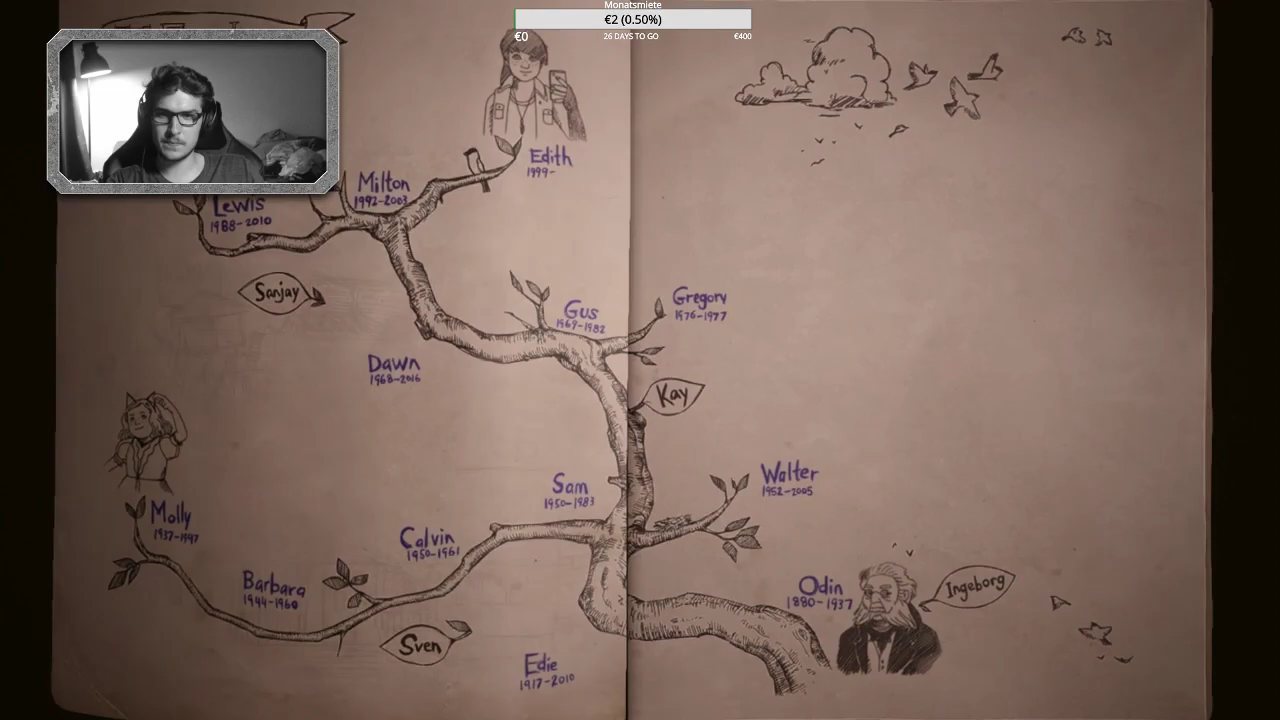 Monatsmiete
€2 (0.50%)
€0
26 DAYS TO GO
€400
Edith
1999-
Milton
1992-2003
Lewis
1988-2010
Sanjay
Gus
1969-1982
Gregory
1976-1977
Dawn
1968-2016
Kay
Sam
1950-1983
Walter
1952-2005
Molly
1937-1947
Calvin
1950-1961
Barbara
1944-1960
Odin
1880-1937
Ingeborg
Sven
Edie
1917-2010